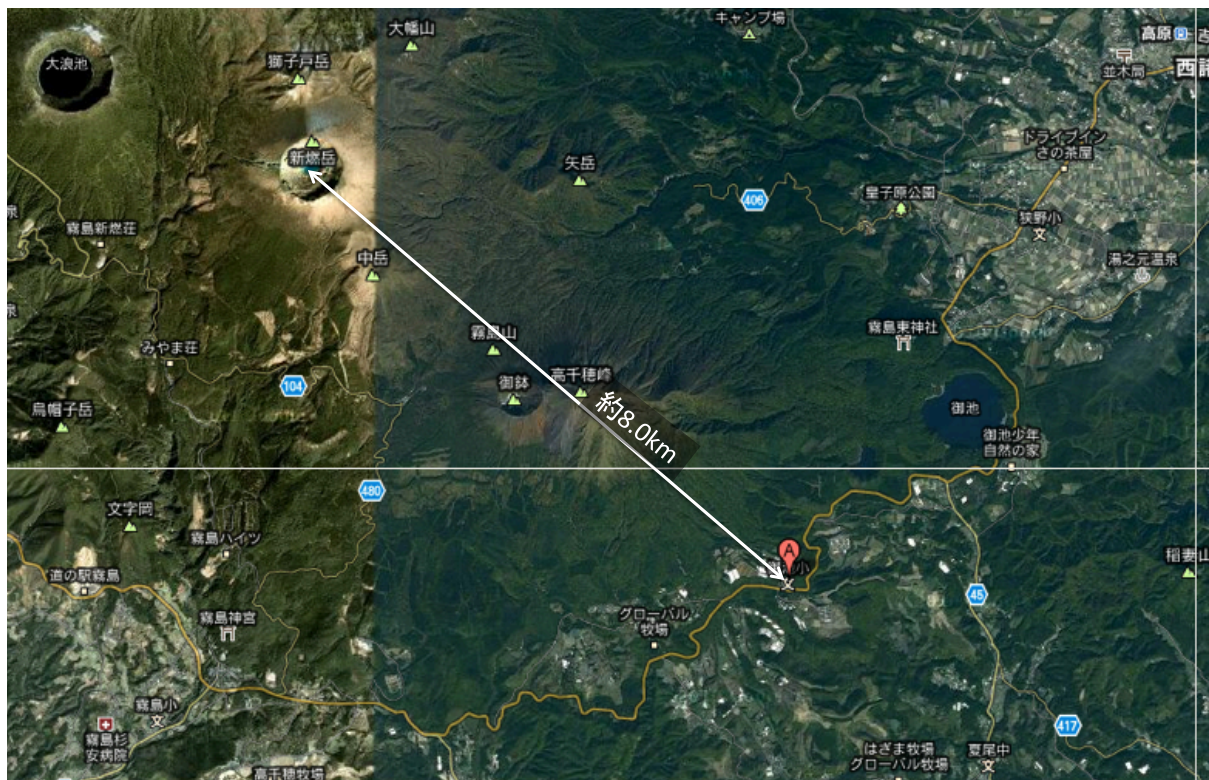 大幡山
キャンプ場
高原
吉
大浪池
獅子戸岳
並木局
西諸
新燃岳
矢岳
ドライブイン
さの茶屋
皇子原公園
406
狭野小
文
泉
霧島新燃荘
中岳
湯之元温泉
泉
霧島山
霧島東神社
みやま荘
高千穂峰
104
御鉢
約8.0km
烏帽子岳
御池
御池少年
自然の家
480
文字岡
霧島ハイツ
A
小
文
稲妻山
道の駅霧島
45
霧島神宮
グローバル
牧場
霧島小
文
417
霧島杉
安病院
はざま牧場
グローバル牧場
夏尾中
文
高千穂牧場